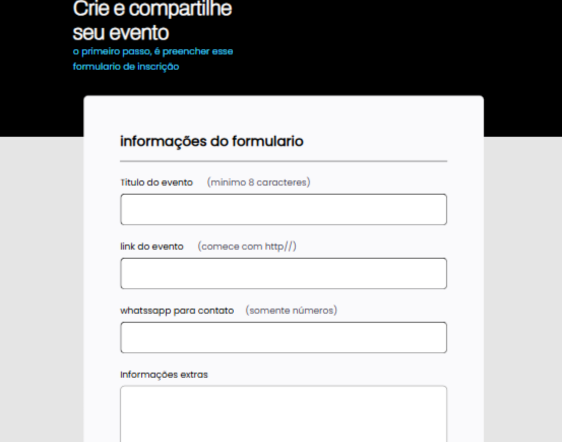 Crie e compartilhe
seu evento
o primeiro passo, é preencher esse
formulario de inscrição
informações do formulario
Titulo do evento (minimo 8 caracteres)
link do evento (comece com http//)
whatssapp para contato (somente números)
Informações extras